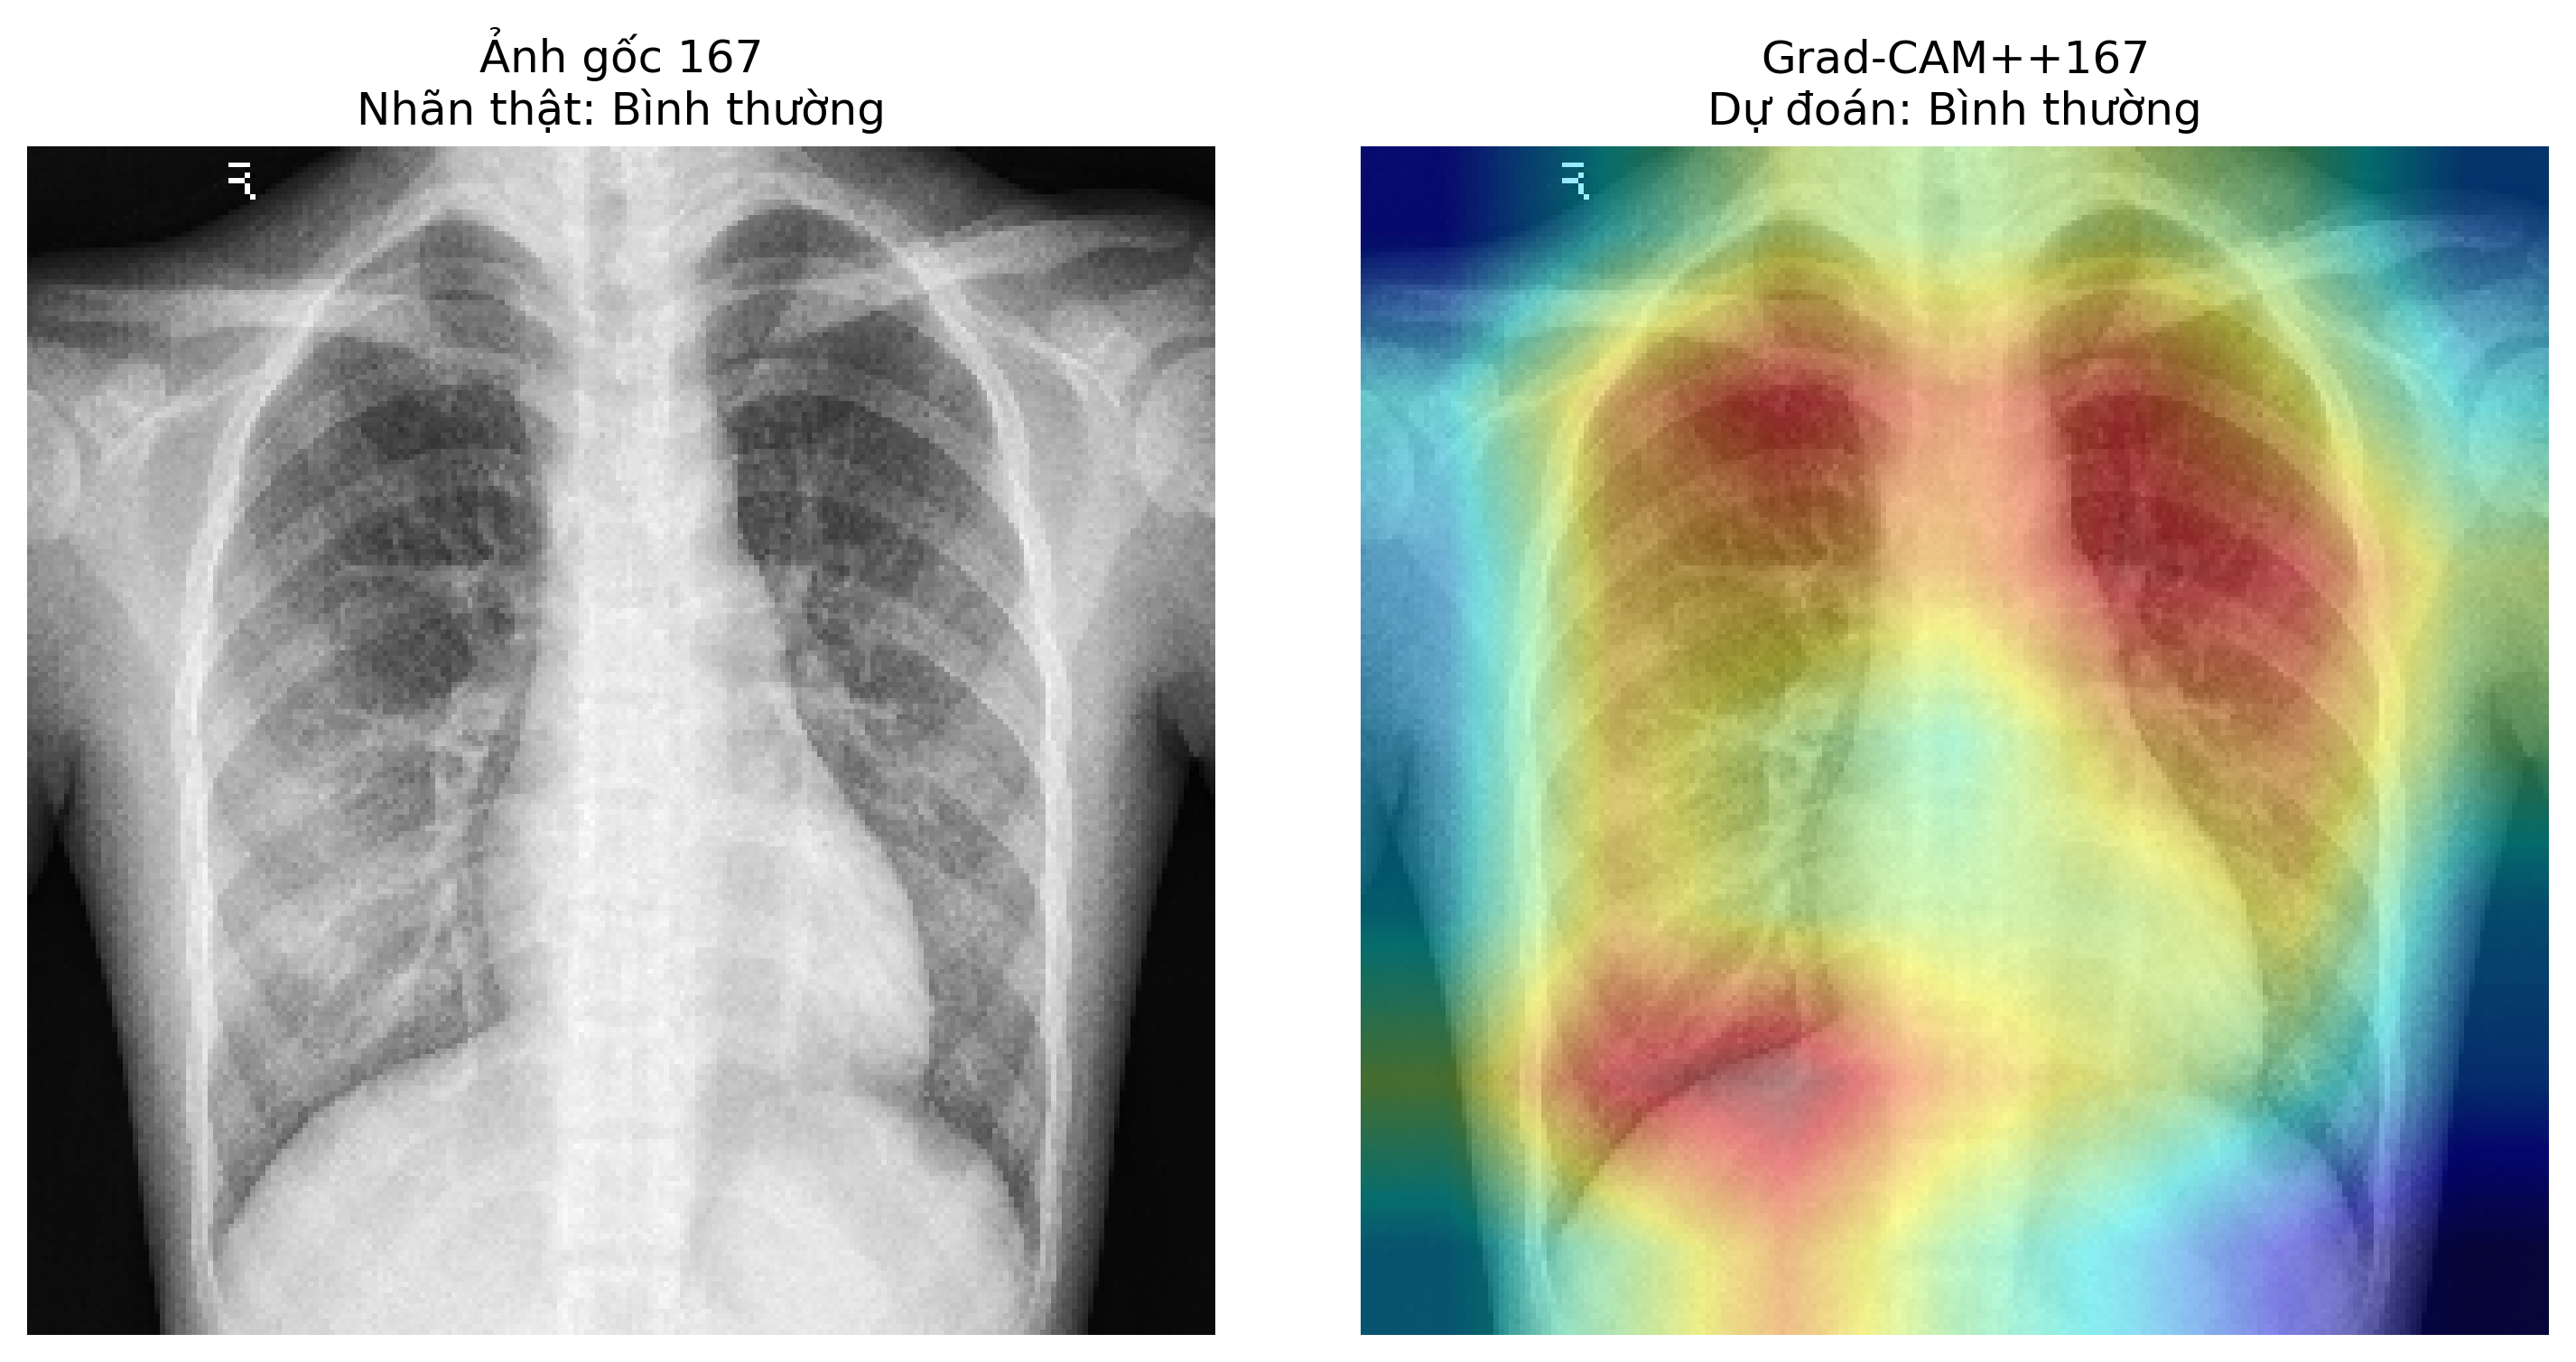 Ảnh gốc 167
Nhãn thật: Bình thường
Grad-CAM++167
Dự đoán: Bình thường